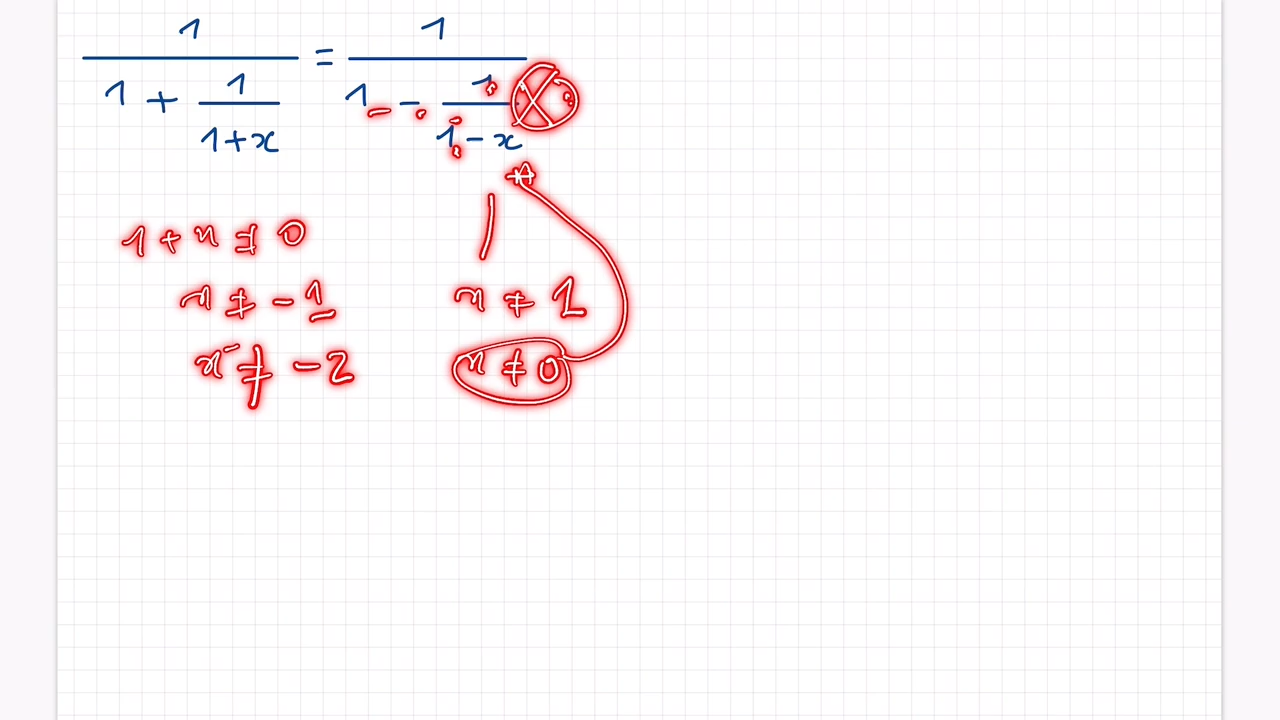 1/(1 + 1/(1+x)) = 1/(1 - 1/(1-x))
1 + x ≠ 0
x ≠ -1
x ≠ 1
x ≠ -2
x ≠ 0